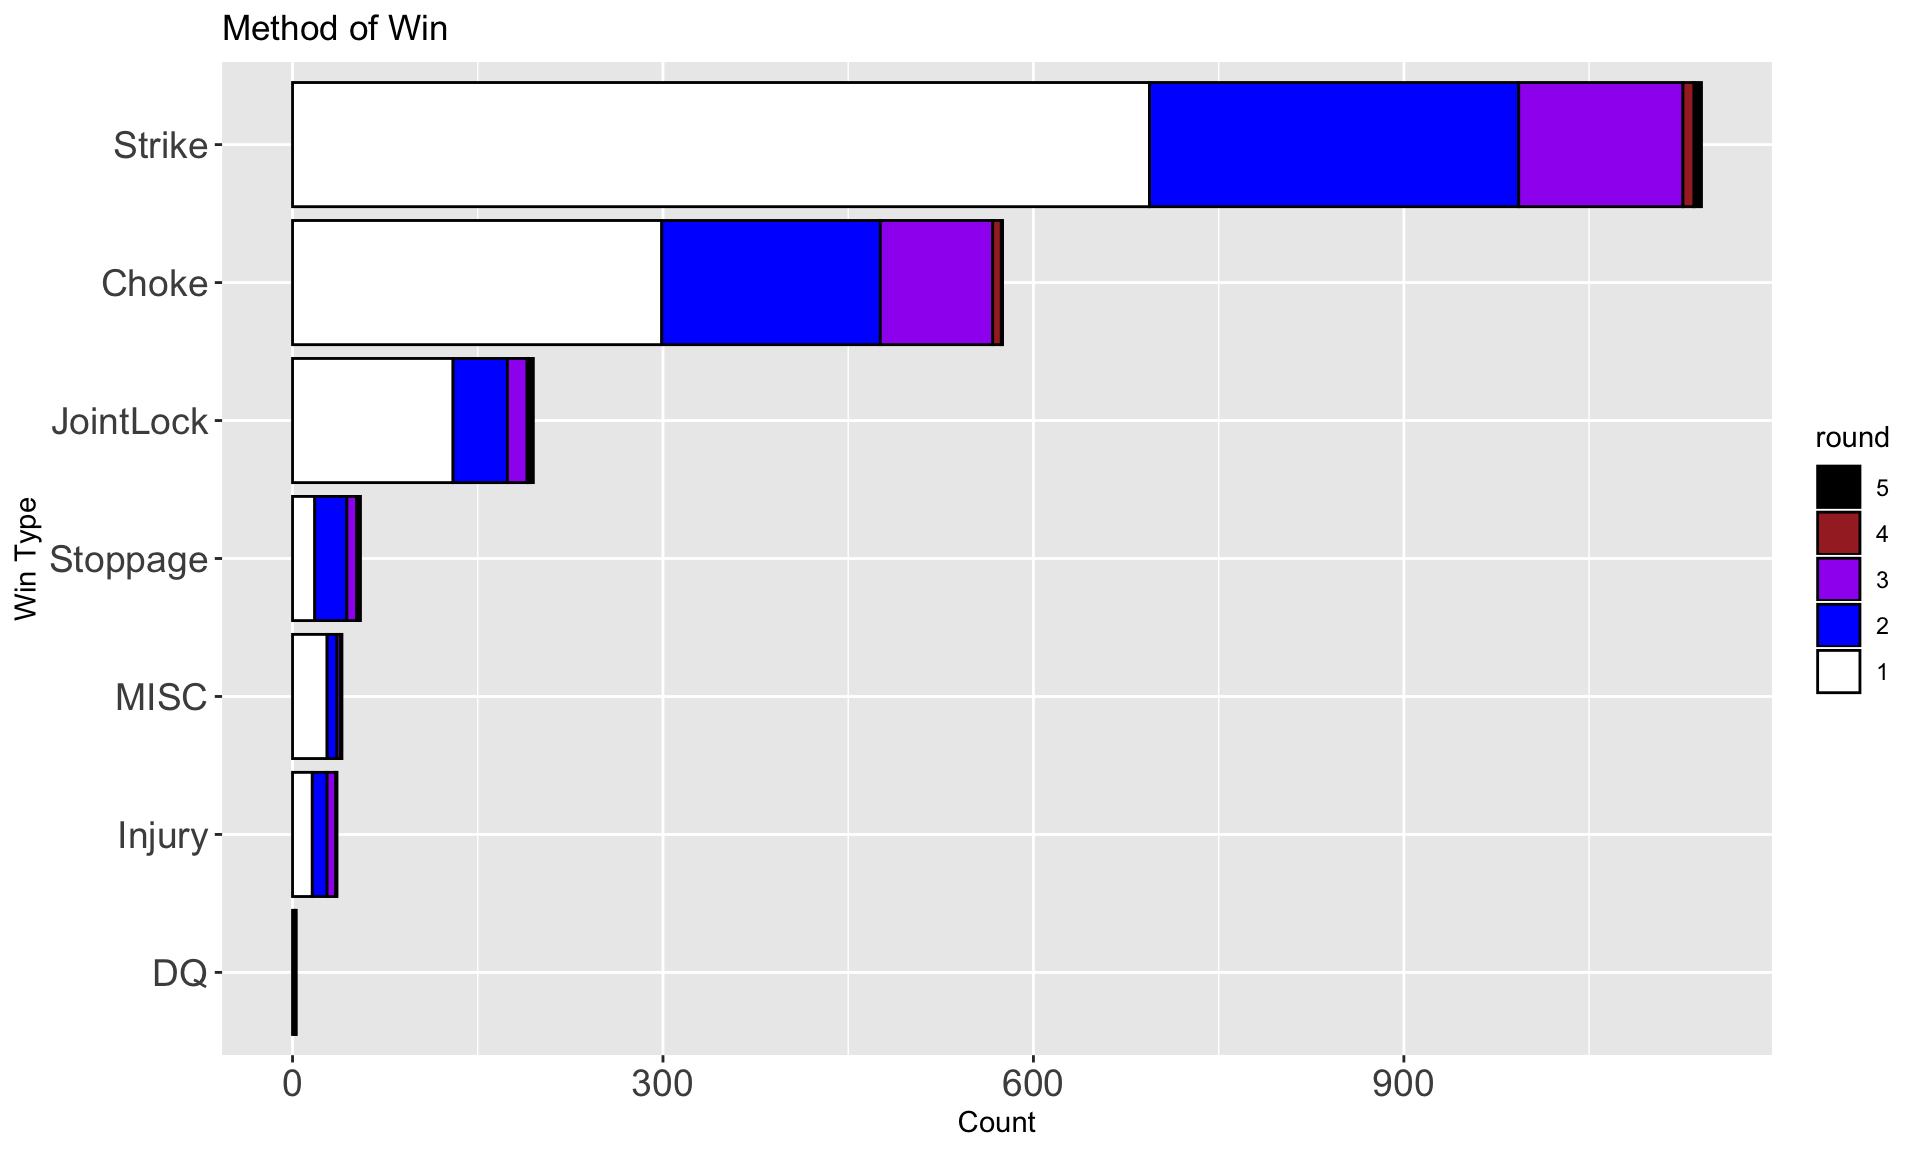 Method of Win
Strike
Choke
JointLock
Stoppage
MISC
Injury
DQ
Win Type
0 300 600 900
Count
round
5
4
3
2
1